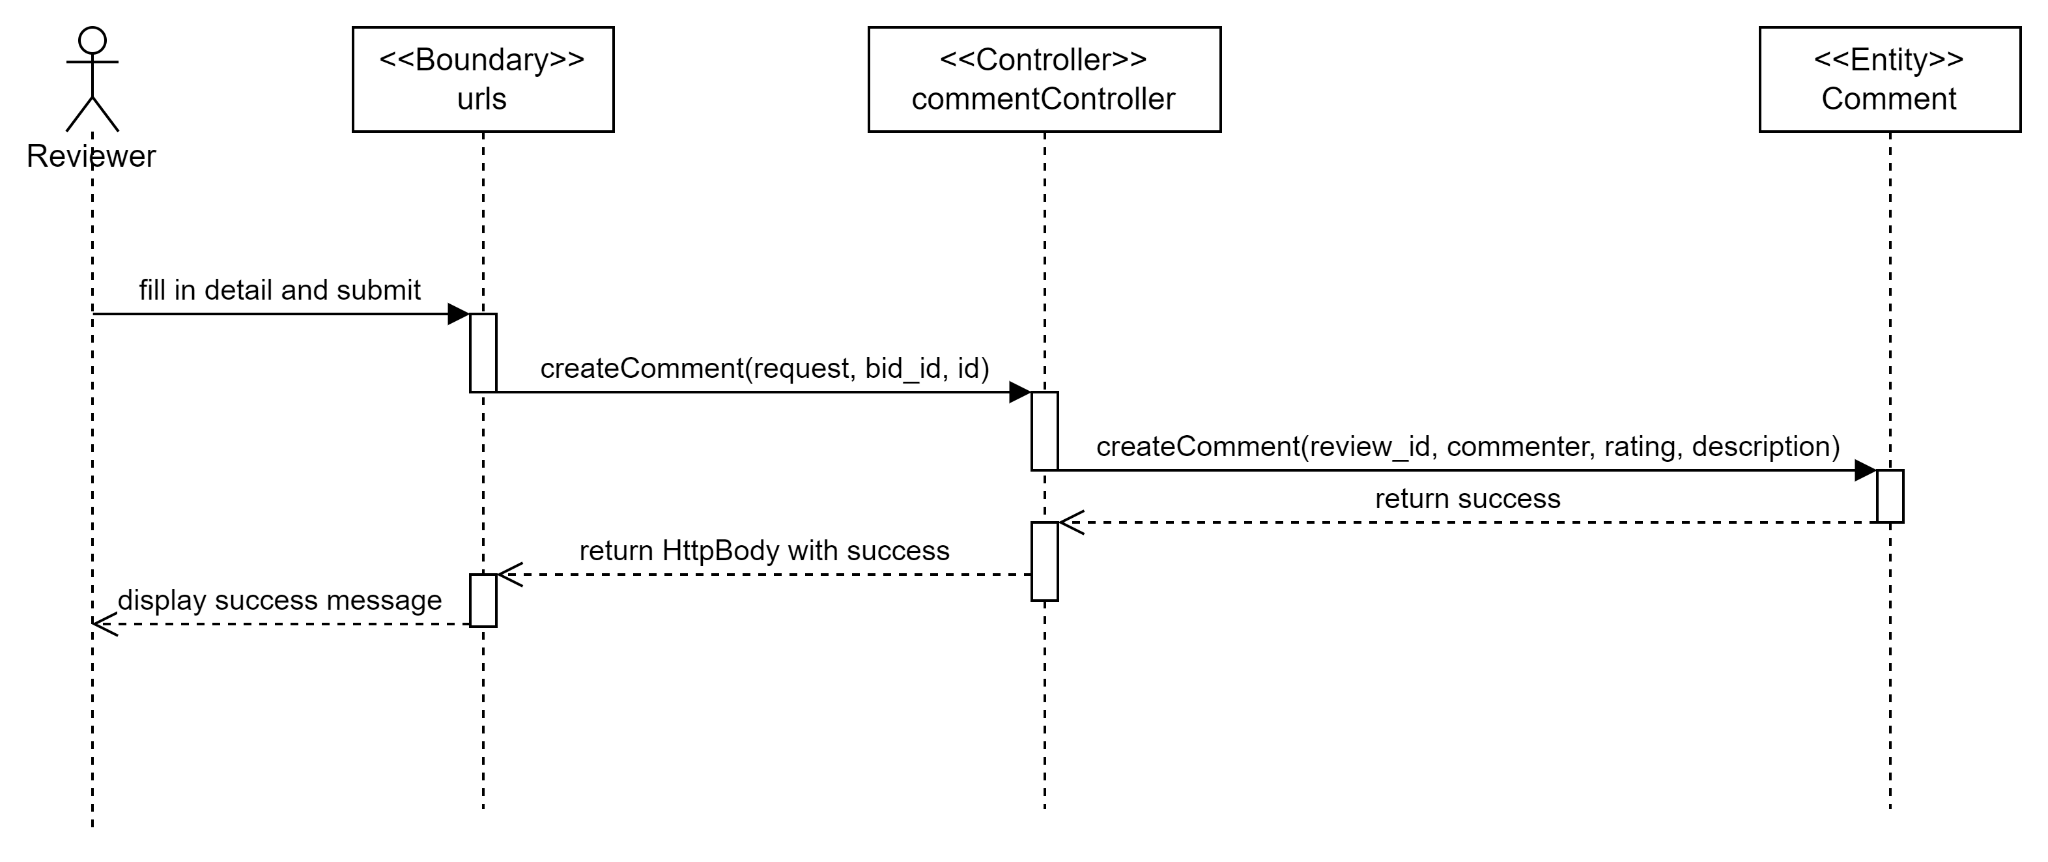 <<Boundary>>
urls
<<Controller>>
commentController
<<Entity>>
Comment
Reviewer
fill in detail and submit
createComment(request, bid_id, id)
createComment(review_id, commenter, rating, description)
return success
return HttpBody with success
display success message